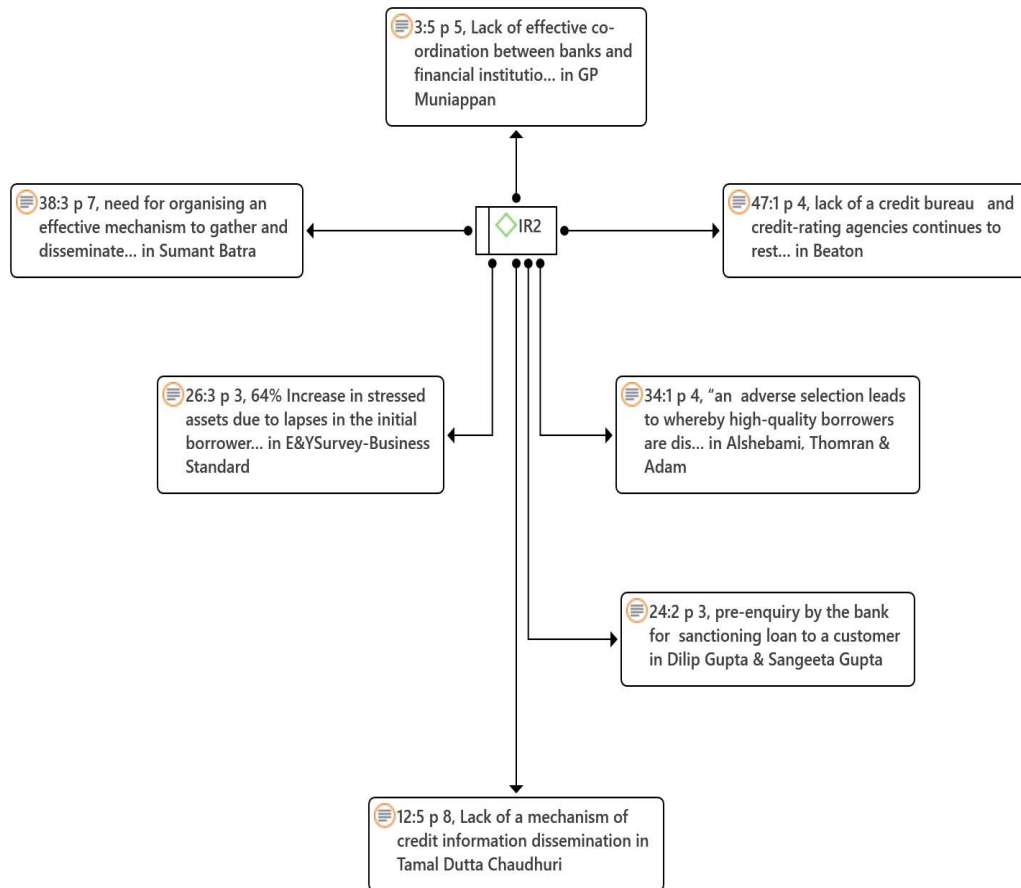 3:5 p 5, Lack of effective co-
ordination between banks and
financial institutio... in GP
Muniappan
38:3 p 7, need for organising an
effective mechanism to gather and
disseminate... in Sumant Batra
IR2
47:1 p 4, lack of a credit bureau and
credit-rating agencies continues to
rest... in Beaton
26:3 p 3, 64% Increase in stressed
assets due to lapses in the initial
borrower... in E&YSurvey-Business
Standard
34:1 p 4, “an adverse selection leads
to whereby high-quality borrowers
are dis... in Alshebami, Thomran &
Adam
24:2 p 3, pre-enquiry by the bank
for sanctioning loan to a customer
in Dilip Gupta & Sangeeta Gupta
12:5 p 8, Lack of a mechanism of
credit information dissemination in
Tamal Dutta Chaudhuri